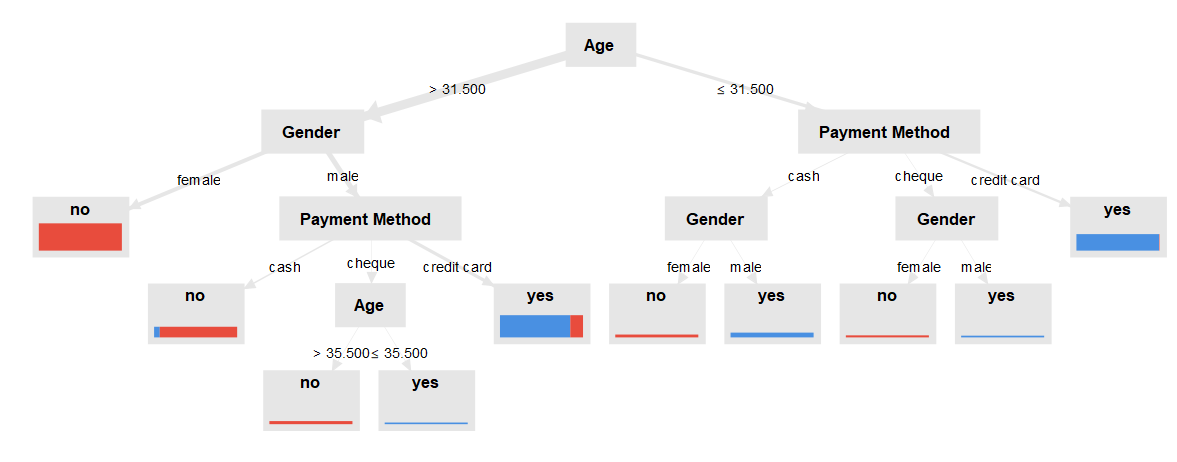 Age
> 31.500
≤ 31.500
Gender
Payment Method
female
male
cash
cheque
credit card
no
Payment Method
Gender
Gender
yes
cash
cheque
credit card
female
male
female
male
no
Age
yes
no
yes
no
yes
> 35.500
≤ 35.500
no
yes